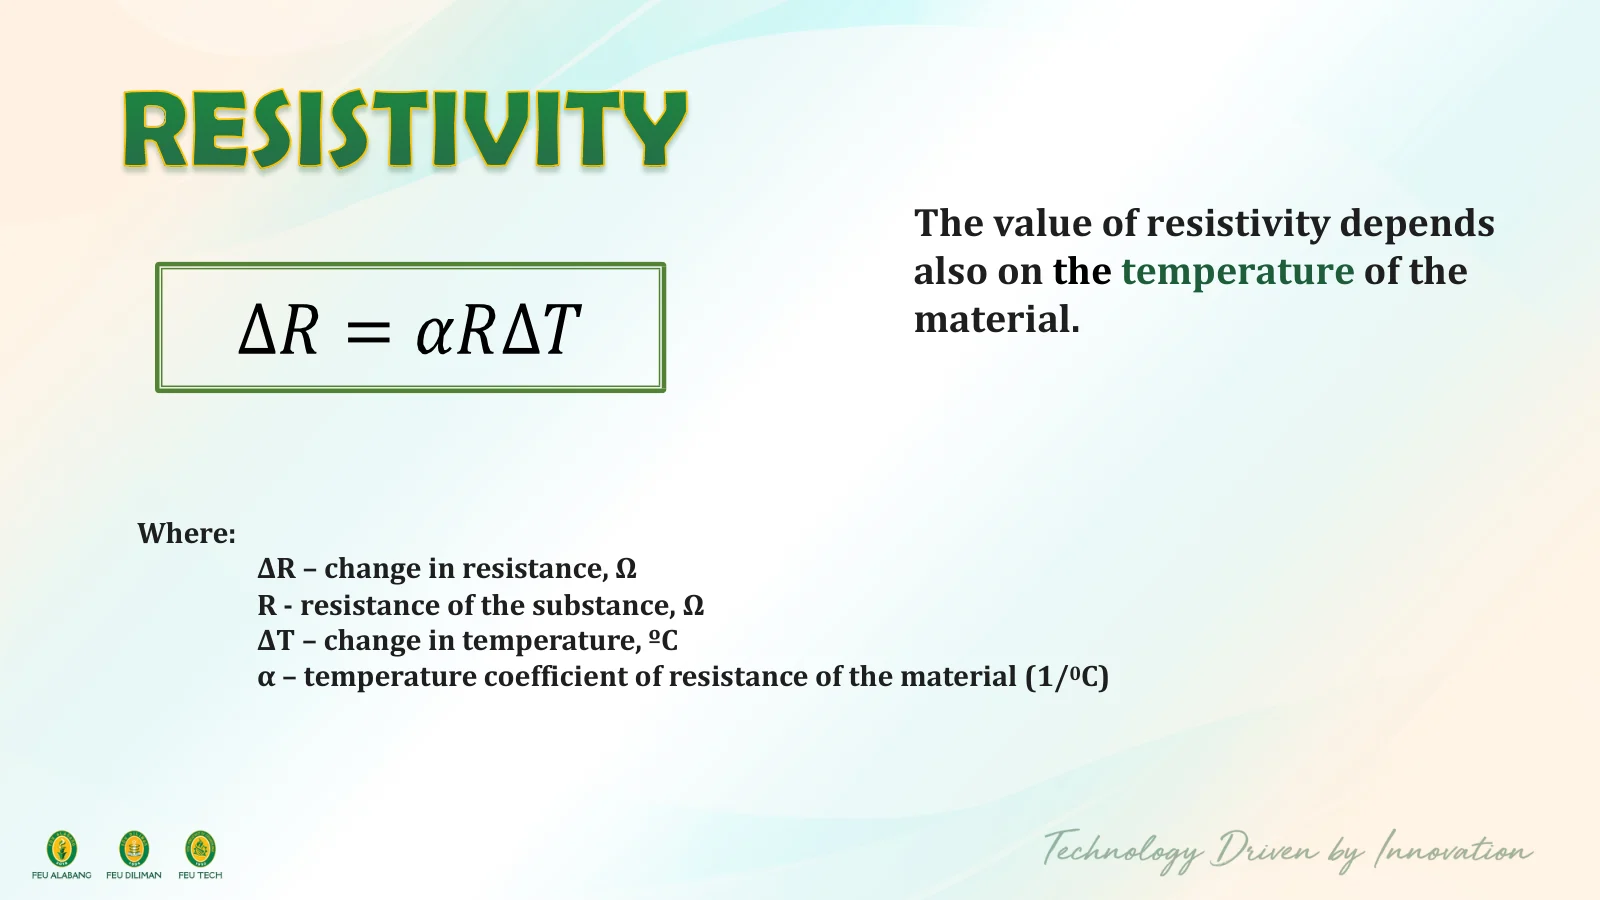 RESISTIVITY
The value of resistivity depends
also on the temperature of the
material.
ΔR = αRΔT
Where:
ΔR – change in resistance, Ω
R - resistance of the substance, Ω
ΔT – change in temperature, ºC
α – temperature coefficient of resistance of the material (1/⁰C)
FEU ALABANG FEU DILIMAN FEU TECH
Technology Driven by Innovation